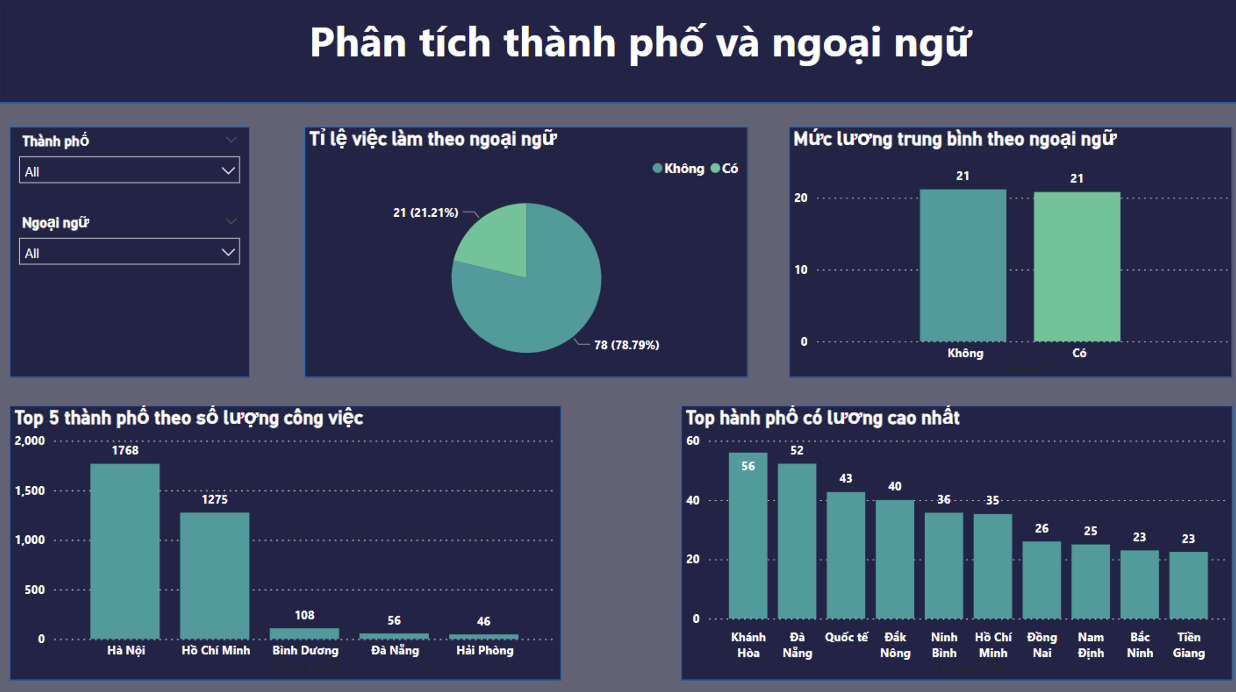 Phân tích thành phố và ngoại ngữ
Thành phố
All
Ngoại ngữ
All
Tỉ lệ việc làm theo ngoại ngữ
Không Có
21 (21.21%)
78 (78.79%)
Mức lương trung bình theo ngoại ngữ
21
21
20
10
0
Không
Có
Top 5 thành phố theo số lượng công việc
2,000
1,500
1,000
500
0
1768
1275
108
56
46
Hà Nội
Hồ Chí Minh
Bình Dương
Đà Nẵng
Hải Phòng
Top hành phố có lương cao nhất
60
40
20
0
56
52
43
40
36
35
26
25
23
23
Khánh
Hòa
Đà
Nẵng
Quốc tế
Đắk
Nông
Ninh
Bình
Hồ Chí
Minh
Đồng
Nai
Nam
Định
Bắc
Ninh
Tiền
Giang